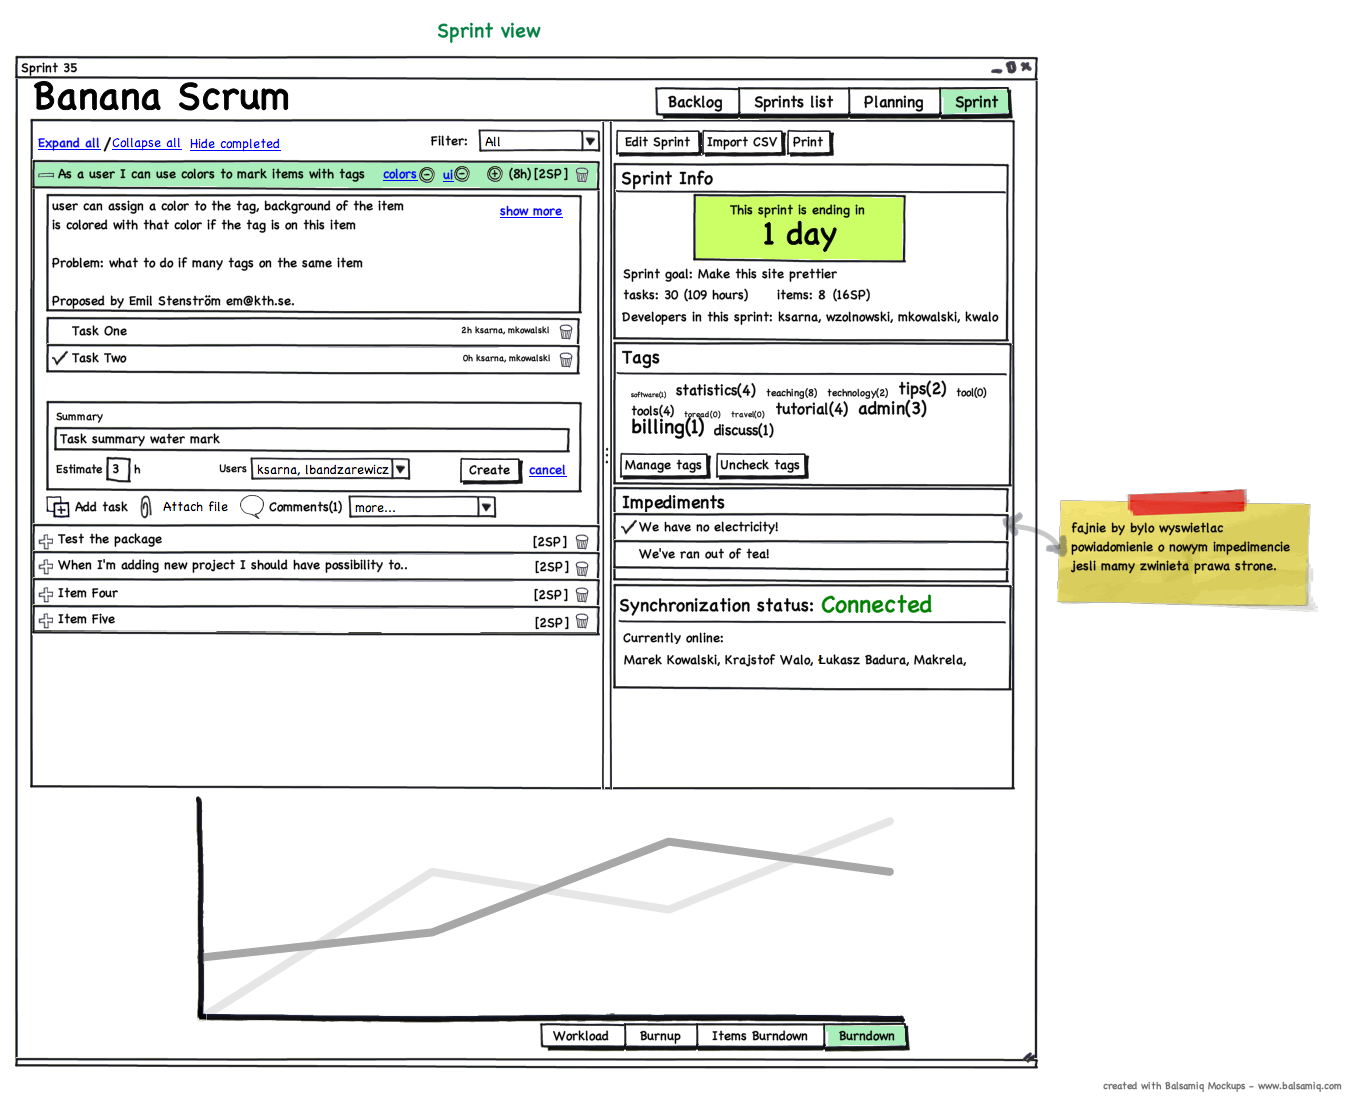 Sprint view
Sprint 35
Banana Scrum
Backlog
Sprints list
Planning
Sprint
Expand all / Collapse all Hide completed
Filter: All
As a user I can use colors to mark items with tags colors ui (8h) [2SP]
user can assign a color to the tag, background of the item
is colored with that color if the tag is on this item
show more
Problem: what to do if many tags on the same item
Proposed by Emil Stenström em@kth.se.
Task One 2h ksarna, mkowalski
Task Two 0h ksarna, mkowalski
Summary
Task summary water mark
Estimate 3 h Users ksarna, lbandzarewicz Create cancel
Add task Attach file Comments(1) more...
Test the package [2SP]
When I'm adding new project I should have possibility to.. [2SP]
Item Four [2SP]
Item Five [2SP]
Edit Sprint Import CSV Print
Sprint Info
This sprint is ending in
1 day
Sprint goal: Make this site prettier
tasks: 30 (109 hours) items: 8 (16SP)
Developers in this sprint: ksarna, wzolnowski, mkowalski, kwalo
Tags
software(1) statistics(4) teaching(8) technology(2) tips(2) tool(0)
tools(4) toread(0) travel(0) tutorial(4) admin(3)
billing(1) discuss(1)
Manage tags Uncheck tags
Impediments
We have no electricity!
We've ran out of tea!
Synchronization status: Connected
Currently online:
Marek Kowalski, Krajstof Walo, Łukasz Badura, Makrela,
fajnie by bylo wyswietlac
powiadomienie o nowym impedimencie
jesli mamy zwinieta prawa strone.
Workload Burnup Items Burndown Burndown
created with Balsamiq Mockups - www.balsamiq.com